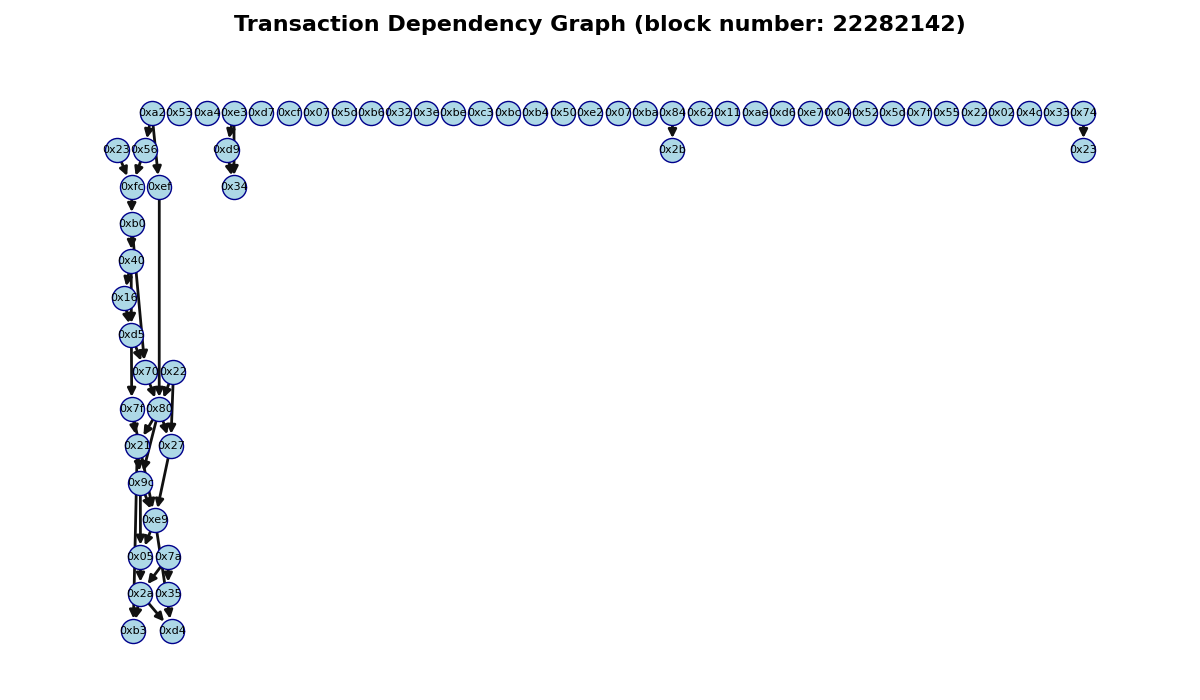 Transaction Dependency Graph (block number: 22282142)
0xa2 0x53 0xa4 0xe3 0xd7 0xcf 0x07 0x5d 0xb6 0x32 0x3e 0xbe 0xc3 0xbc 0xb4 0x50 0xe2 0x07 0xba 0x84 0x62 0x11 0xae 0xd6 0xe7 0x04 0x52 0x5d 0x7f 0x55 0x22 0x02 0x4c 0x33 0x74
0x23 0x56 0xd9 0x2b 0x23
0xfc 0xef 0x34
0xb0
0x40
0x16
0xd5
0x70 0x22
0x7f 0x80
0x21 0x27
0x9c
0xe9
0x05 0x7a
0x2a 0x35
0xb3 0xd4